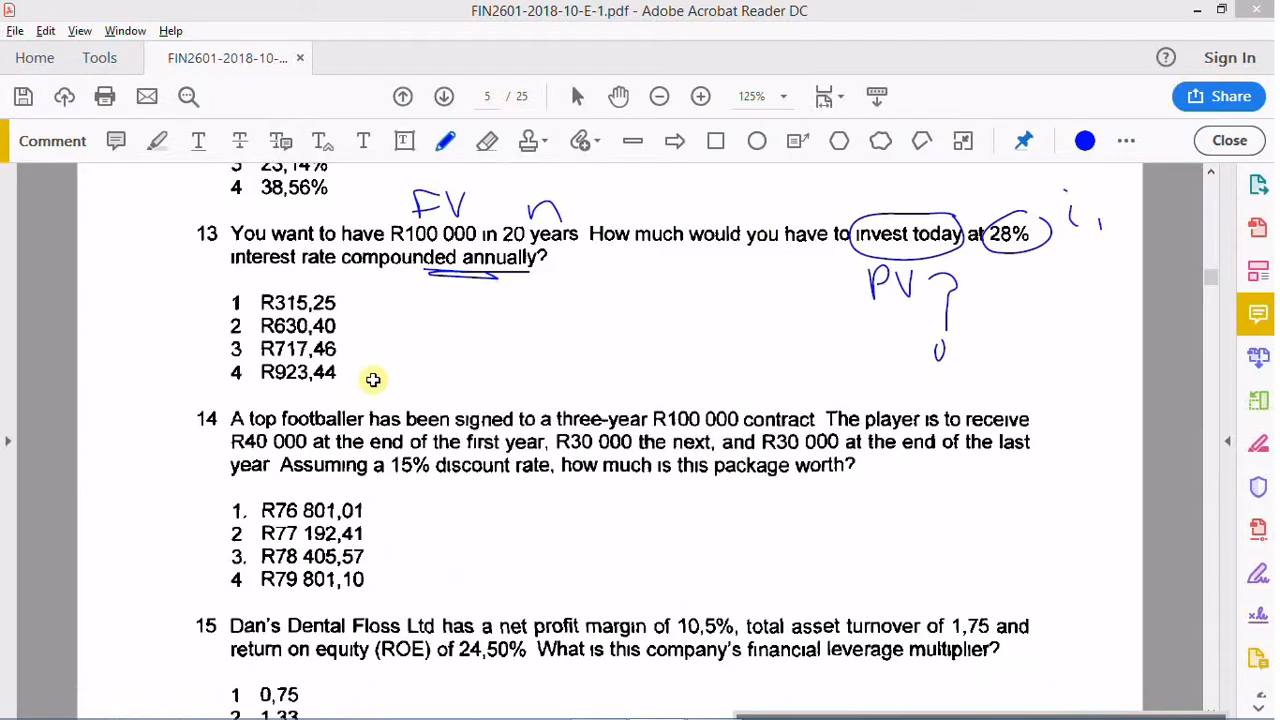 FIN2601-2018-10-E-1.pdf - Adobe Acrobat Reader DC
File Edit View Window Help
Home Tools FIN2601-2018-10-... × Sign In
5 / 25 125% Share
Comment Close
3 23,14%
4 38,56%
FV n i,
13 You want to have R100 000 in 20 years How much would you have to invest today at 28%
interest rate compounded annually?
PV ?
1 R315,25
2 R630,40
3 R717,46
4 R923,44
14 A top footballer has been signed to a three-year R100 000 contract The player is to receive
R40 000 at the end of the first year, R30 000 the next, and R30 000 at the end of the last
year Assuming a 15% discount rate, how much is this package worth?
1. R76 801,01
2 R77 192,41
3. R78 405,57
4 R79 801,10
15 Dan's Dental Floss Ltd has a net profit margin of 10,5%, total asset turnover of 1,75 and
return on equity (ROE) of 24,50% What is this company's financial leverage multiplier?
1 0,75
2 1,33